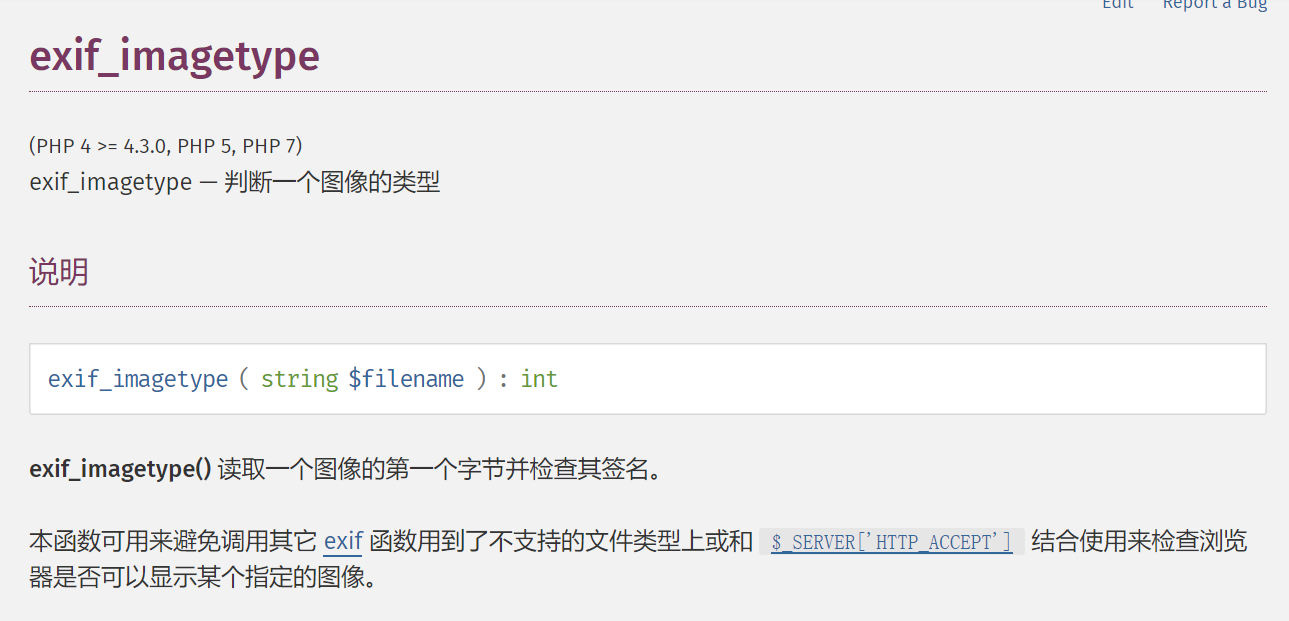 Edit Report a Bug
exif_imagetype
(PHP 4 >= 4.3.0, PHP 5, PHP 7)
exif_imagetype — 判断一个图像的类型
说明
exif_imagetype ( string $filename ) : int
exif_imagetype() 读取一个图像的第一个字节并检查其签名。
本函数可用来避免调用其它 exif 函数用到了不支持的文件类型上或和 $_SERVER['HTTP_ACCEPT'] 结合使用来检查浏览
器是否可以显示某个指定的图像。